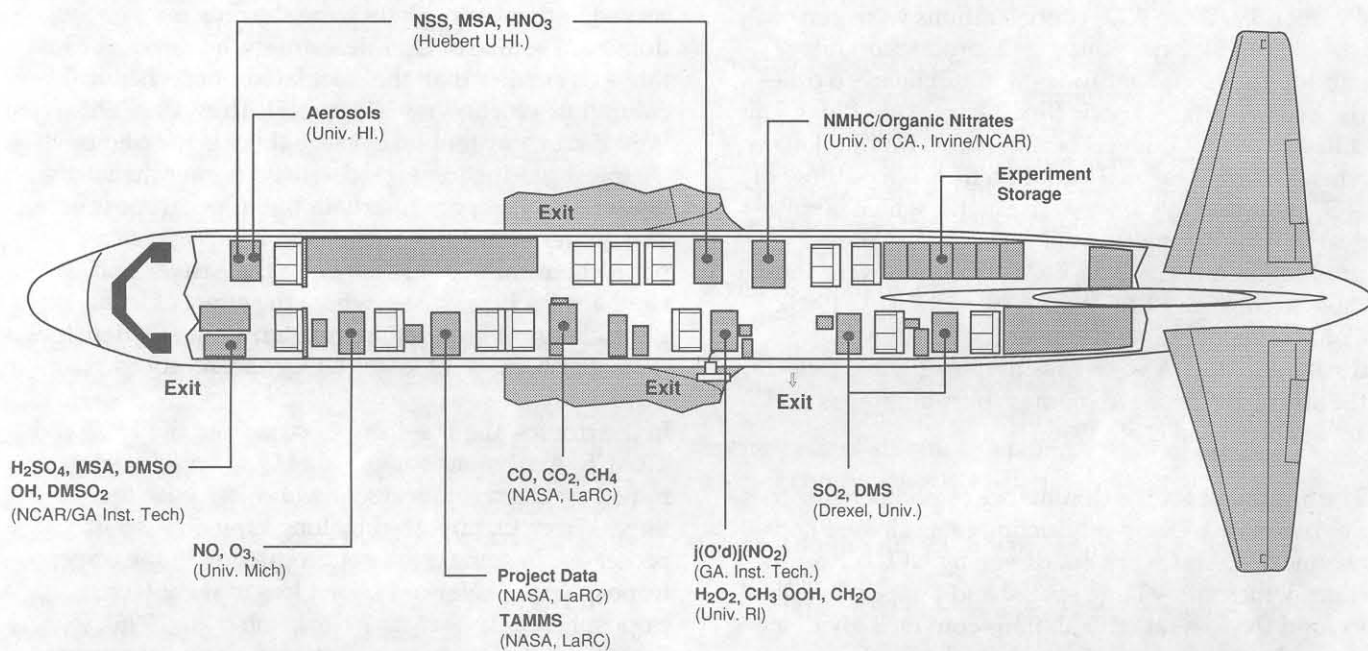 NSS, MSA, HNO₃
(Huebert U HI.)
Aerosols
(Univ. HI.)
NMHC/Organic Nitrates
(Univ. of CA., Irvine/NCAR)
Experiment
Storage
Exit
Exit
Exit
Exit
H₂SO₄, MSA, DMSO
OH, DMSO₂
(NCAR/GA Inst. Tech)
CO, CO₂, CH₄
(NASA, LaRC)
SO₂, DMS
(Drexel, Univ.)
NO, O₃,
(Univ. Mich)
Project Data
(NASA, LaRC)
TAMMS
(NASA, LaRC)
j(O'd)j(NO₂)
(GA. Inst. Tech.)
H₂O₂, CH₃ OOH, CH₂O
(Univ. RI)